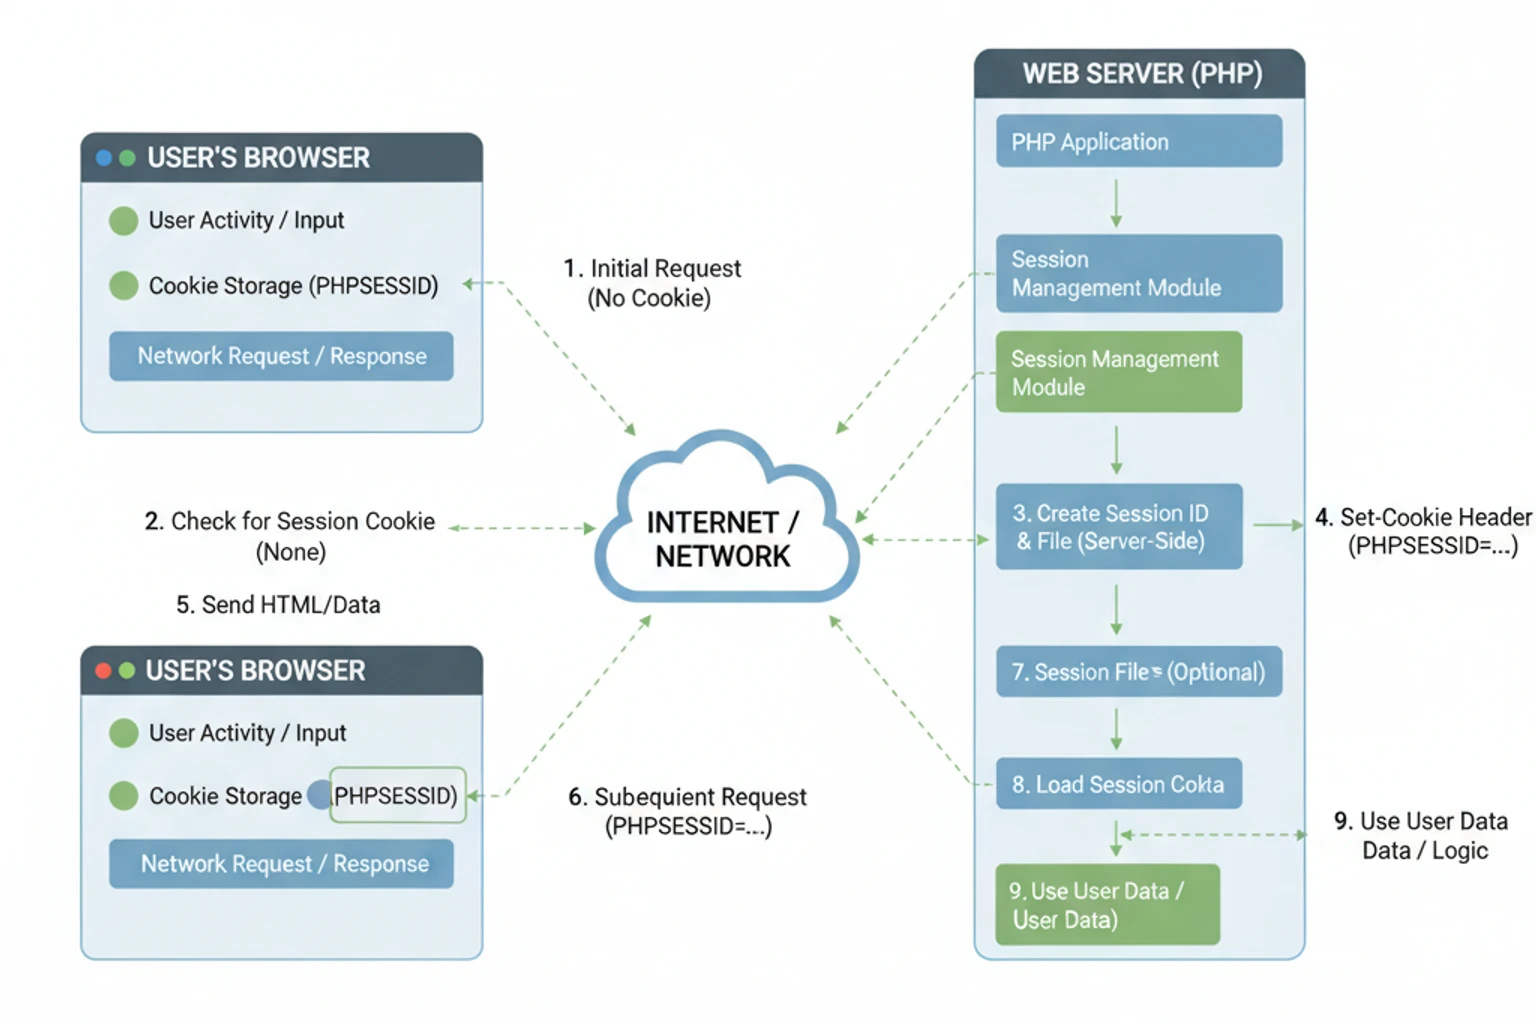 USER'S BROWSER
User Activity / Input
Cookie Storage (PHPSESSID)
Network Request / Response
1. Initial Request
(No Cookie)
2. Check for Session Cookie
(None)
5. Send HTML/Data
USER'S BROWSER
User Activity / Input
Cookie Storage (PHPSESSID)
Network Request / Response
INTERNET /
NETWORK
6. Subequient Request
(PHPSESSID=...)
WEB SERVER (PHP)
PHP Application
Session
Management Module
Session Management
Module
3. Create Session ID
& File (Server-Side)
4. Set-Cookie Header
(PHPSESSID=...)
7. Session Files (Optional)
8. Load Session
9. Use User Data
Data / Logic
9. Use User Data /
User Data)